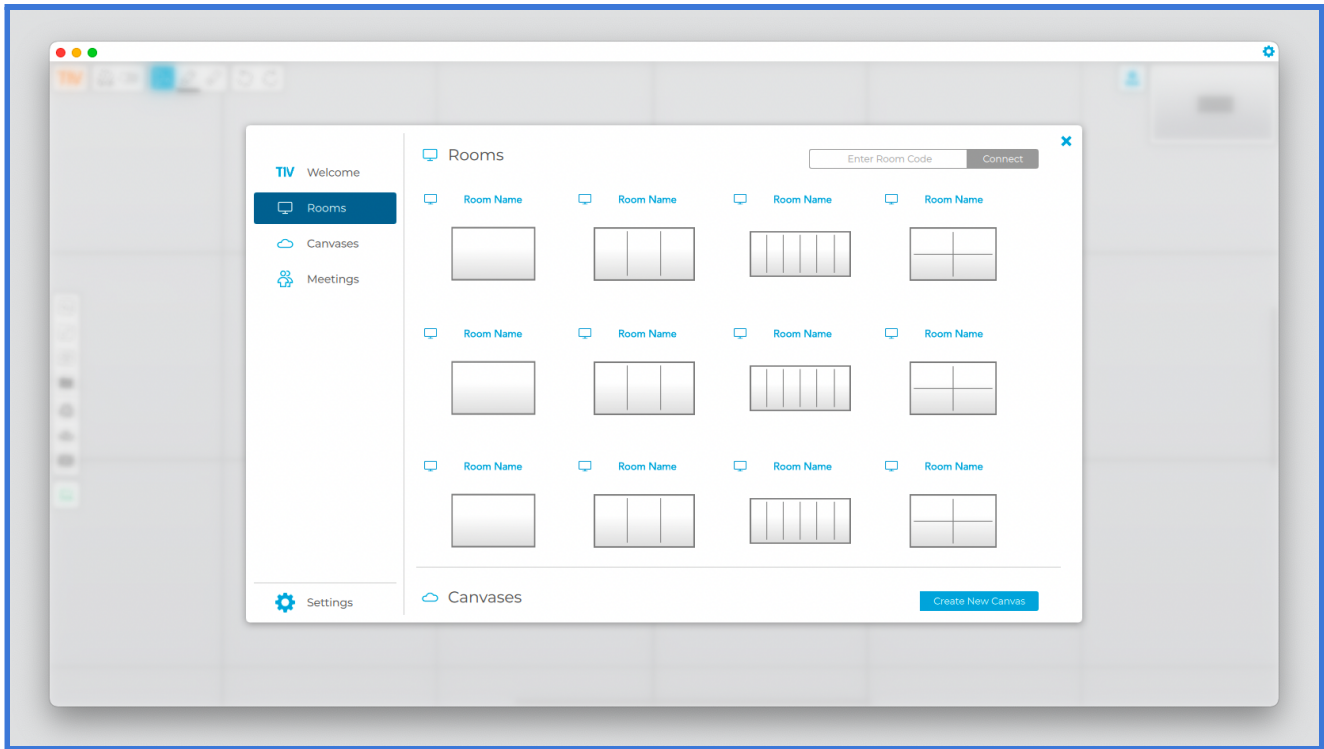 TIV
TIV Welcome
Rooms
Canvases
Meetings
Settings
Rooms
Enter Room Code Connect
Room Name Room Name Room Name Room Name
Room Name Room Name Room Name Room Name
Room Name Room Name Room Name Room Name
Canvases
Create New Canvas